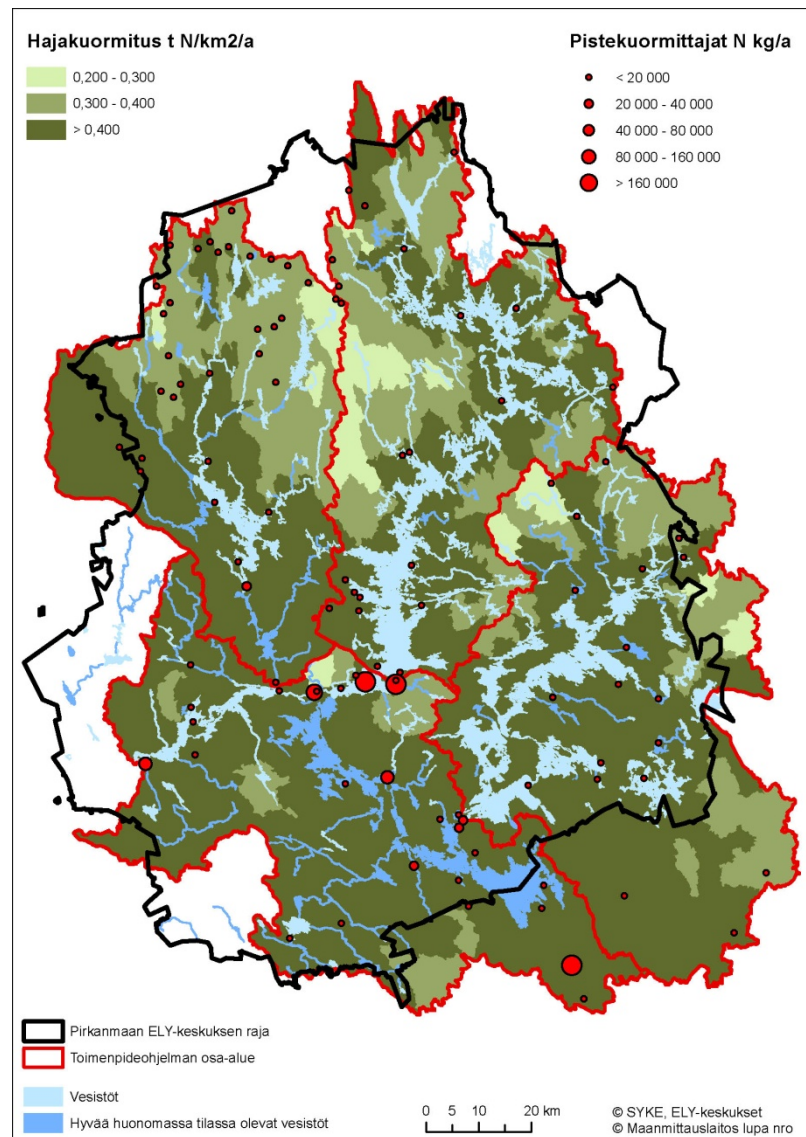 Hajakuormitus t N/km2/a
0,200 - 0,300
0,300 - 0,400
> 0,400
Pistekuormittajat N kg/a
< 20 000
20 000 - 40 000
40 000 - 80 000
80 000 - 160 000
> 160 000
Pirkanmaan ELY-keskuksen raja
Toimenpideohjelman osa-alue
Vesistöt
Hyvää huonomassa tilassa olevat vesistöt
0 5 10 20 km
© SYKE, ELY-keskukset
© Maanmittauslaitos lupa nro